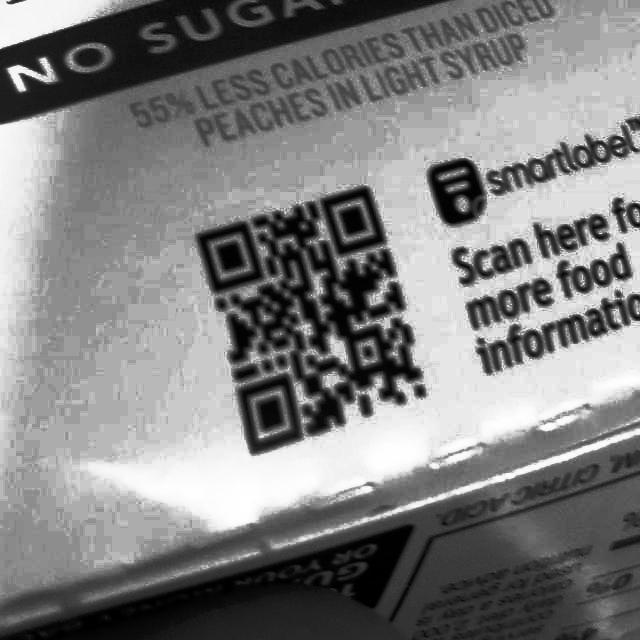 NO SUGA
55% LESS CALORIES THAN DICED
PEACHES IN LIGHT SYRUP
smartlabel™
Scan here fo
more food
informatio
CITRIC ACID